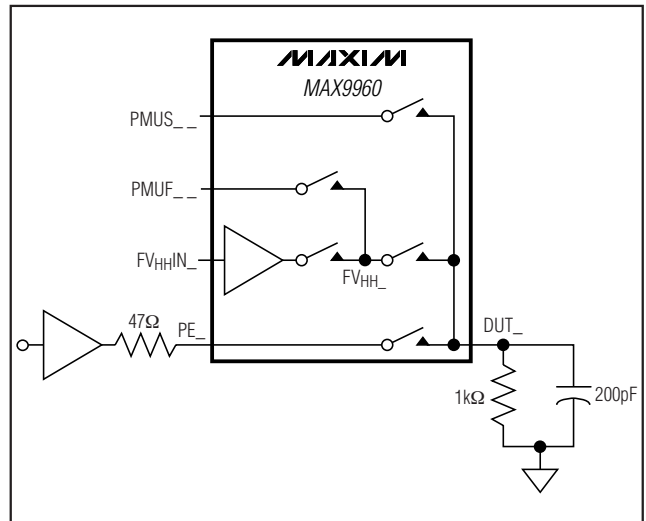 MAXIM
MAX9960
PMUS_ _
PMUF_ _
FVHHIN_
FVHH_
47Ω
PE_
DUT_
1kΩ
200pF